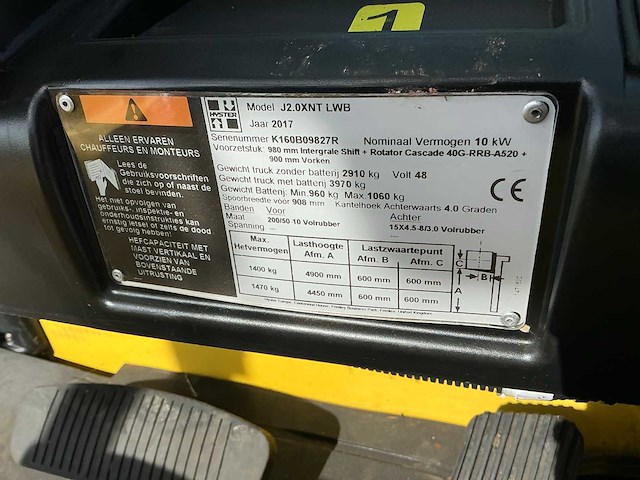 1
HYSTER
Model J2.0XNT LWB
Jaar 2017
Serienummer K160B09827R Nominaal Vermogen 10 kW
Voorzetstuk: 980 mm Intergrale Shift + Rotator Cascade 40G-RRB-A520 +
900 mm Vorken
Gewicht truck zonder batterij 2910 kg Volt 48
Gewicht truck met batterij 3970 kg
Gewicht Batterij: Min.960 kg Max.1060 kg
Spoorbreedte vóór 908 mm Kantelhoek Achterwaarts 4.0 Graden
Banden Voor Achter
Maat 200/50 10 Volrubber 15X4.5-8/3.0 Volrubber
Spanning --- ---
Max. Hefvermogen Lasthoogte Afm. A Lastzwaartepunt
Afm. B Afm. C
1400 kg 4900 mm 600 mm 600 mm
1470 kg 4450 mm 600 mm 600 mm
C
B
A
CE
ALLEEN ERVAREN
CHAUFFEURS EN MONTEURS
Lees de
Gebruiksvoorschriften
die zich op of naast de
stoel bevinden.
Het niet opvolgen van
gebruiks-, inspektie- en
onderhoudsinstrukties kan
ernstig letsel of zelfs de dood
tot gevolg hebben!
HEFCAPACITEIT MET
MAST VERTIKAAL EN
VOORZIEN VAN
BOVENSTAANDE
UITRUSTING